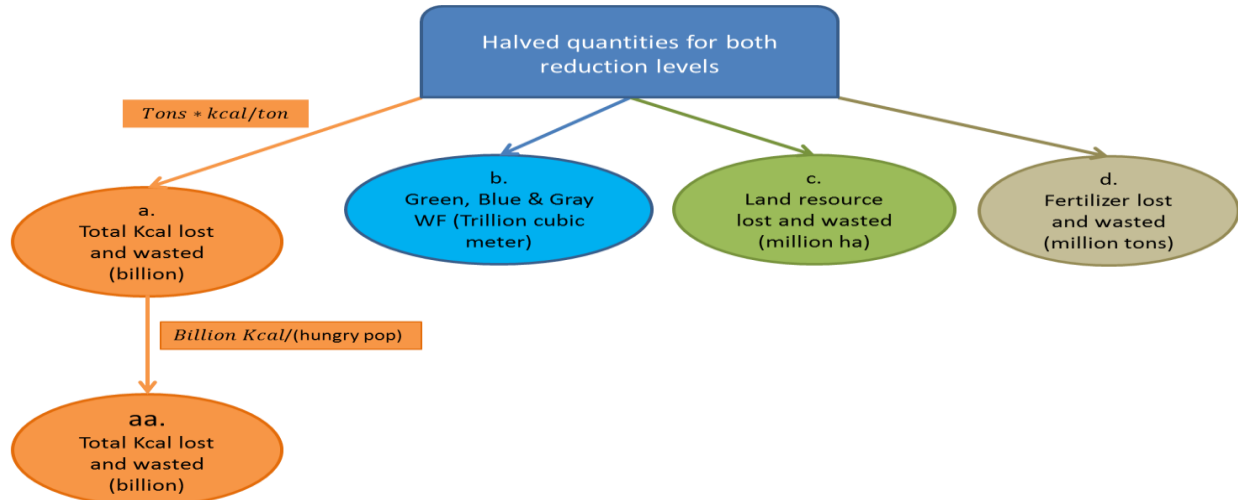 Halved quantities for both
reduction levels
Tons * kcal/ton
a.
Total Kcal lost
and wasted
(billion)
b.
Green, Blue & Gray
WF (Trillion cubic
meter)
c.
Land resource
lost and wasted
(million ha)
d.
Fertilizer lost
and wasted
(million tons)
Billion Kcal/(hungry pop)
aa.
Total Kcal lost
and wasted
(billion)